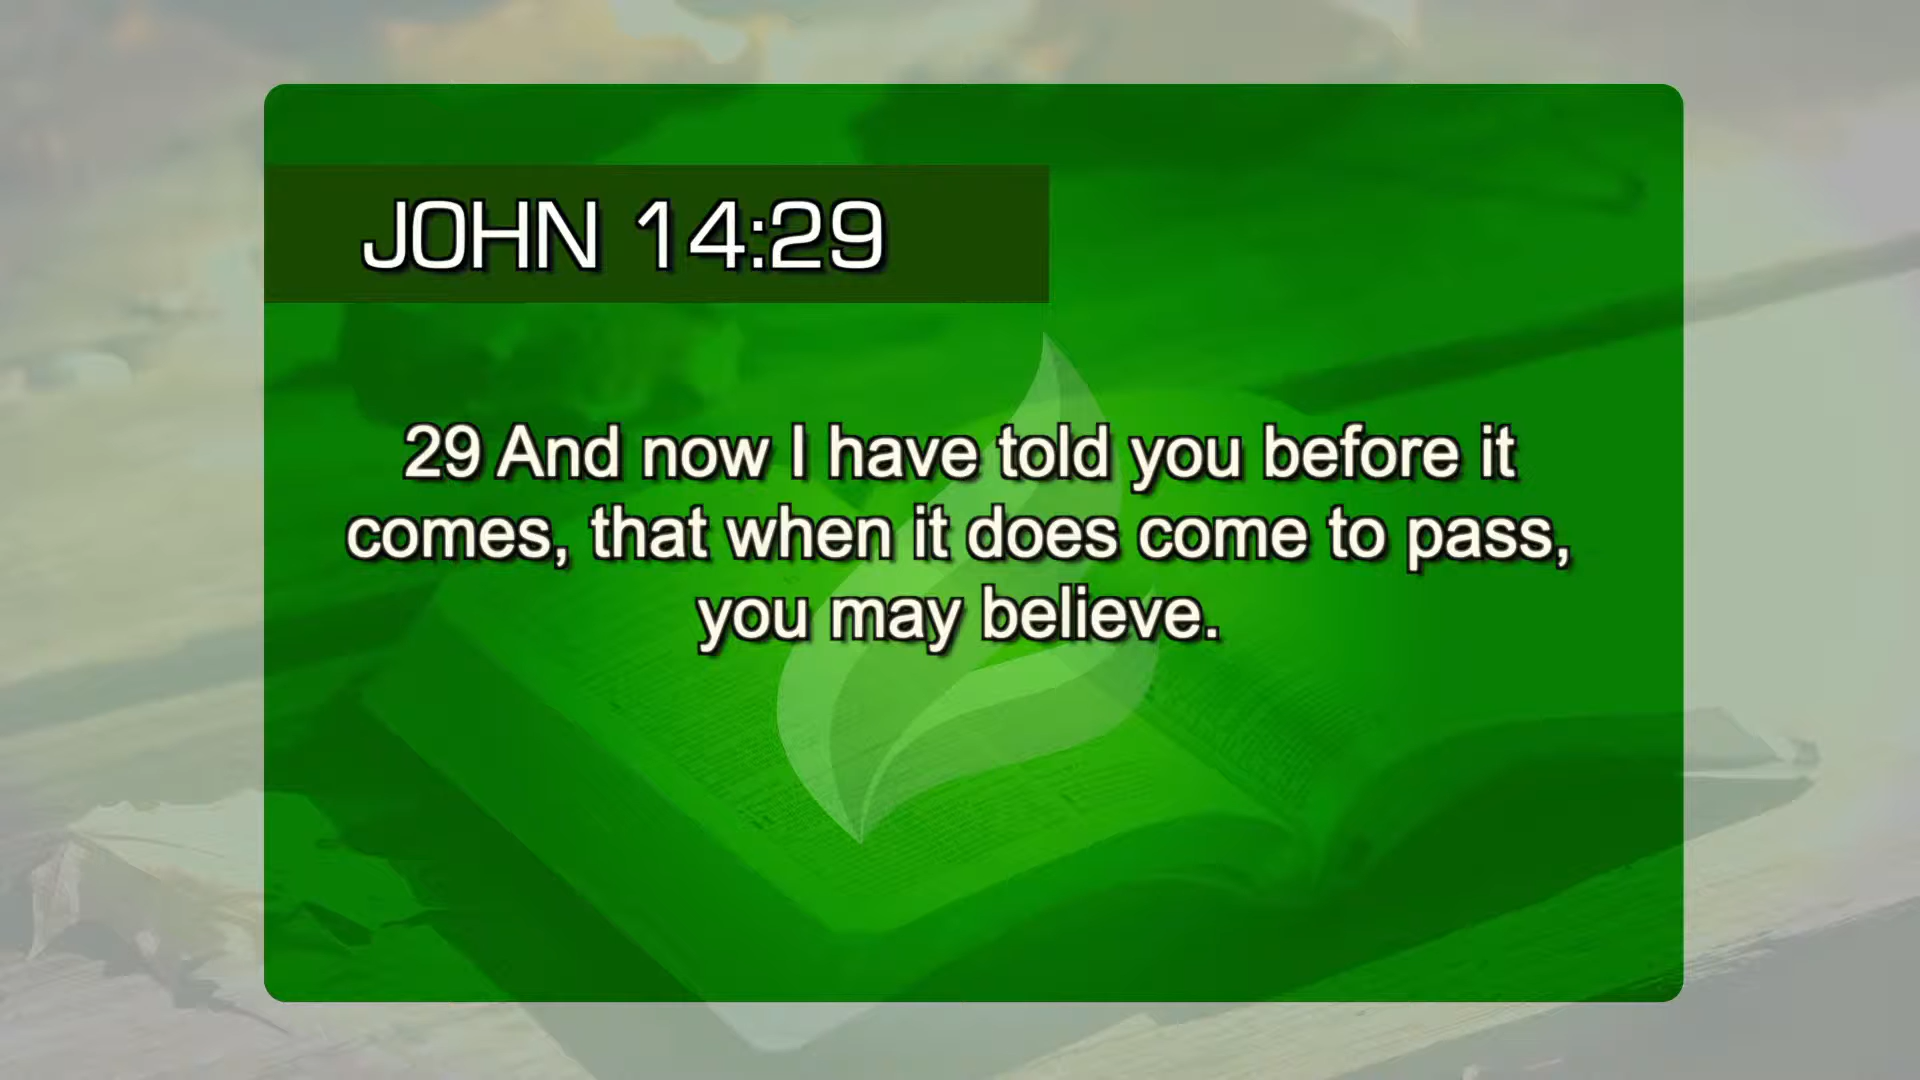 JOHN 14:29
29 And now I have told you before it
comes, that when it does come to pass,
you may believe.